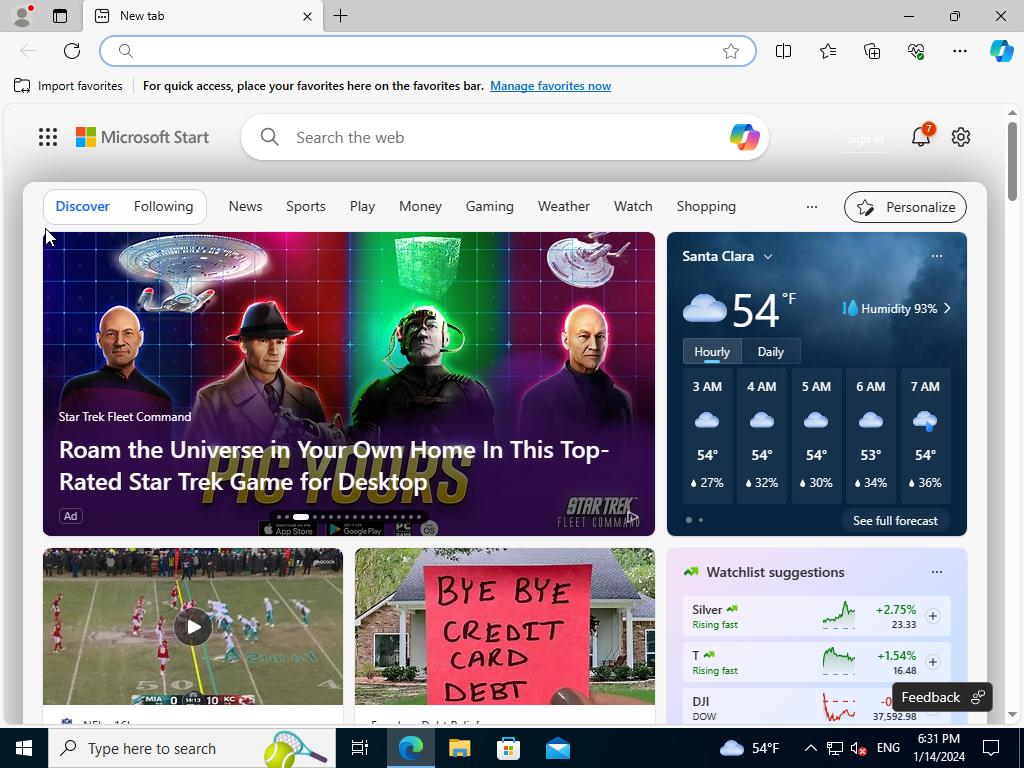 New tab
Import favorites
For quick access, place your favorites here on the favorites bar. Manage favorites now
Microsoft Start
Search the web
Sign in
7
Discover
Following
News
Sports
Play
Money
Gaming
Weather
Watch
Shopping
Personalize
Star Trek Fleet Command
Roam the Universe in Your Own Home In This Top-
Rated Star Trek Game for Desktop
PIC YOURS
Ad
App Store
Google Play
STAR TREK
FLEET COMMAND
Santa Clara
54 °F
Humidity 93%
Hourly
Daily
3 AM 4 AM 5 AM 6 AM 7 AM
54° 54° 54° 53° 54°
27% 32% 30% 34% 36%
See full forecast
peacock
2nd & 1
50
MIA 0 14:13 10 KC
BYE BYE
CREDIT
CARD
DEBT
Watchlist suggestions
Silver +2.75%
Rising fast 23.33
T +1.54%
Rising fast 16.48
DJI
DOW 37,592.98
Feedback
Type here to search
54°F
ENG
6:31 PM
1/14/2024